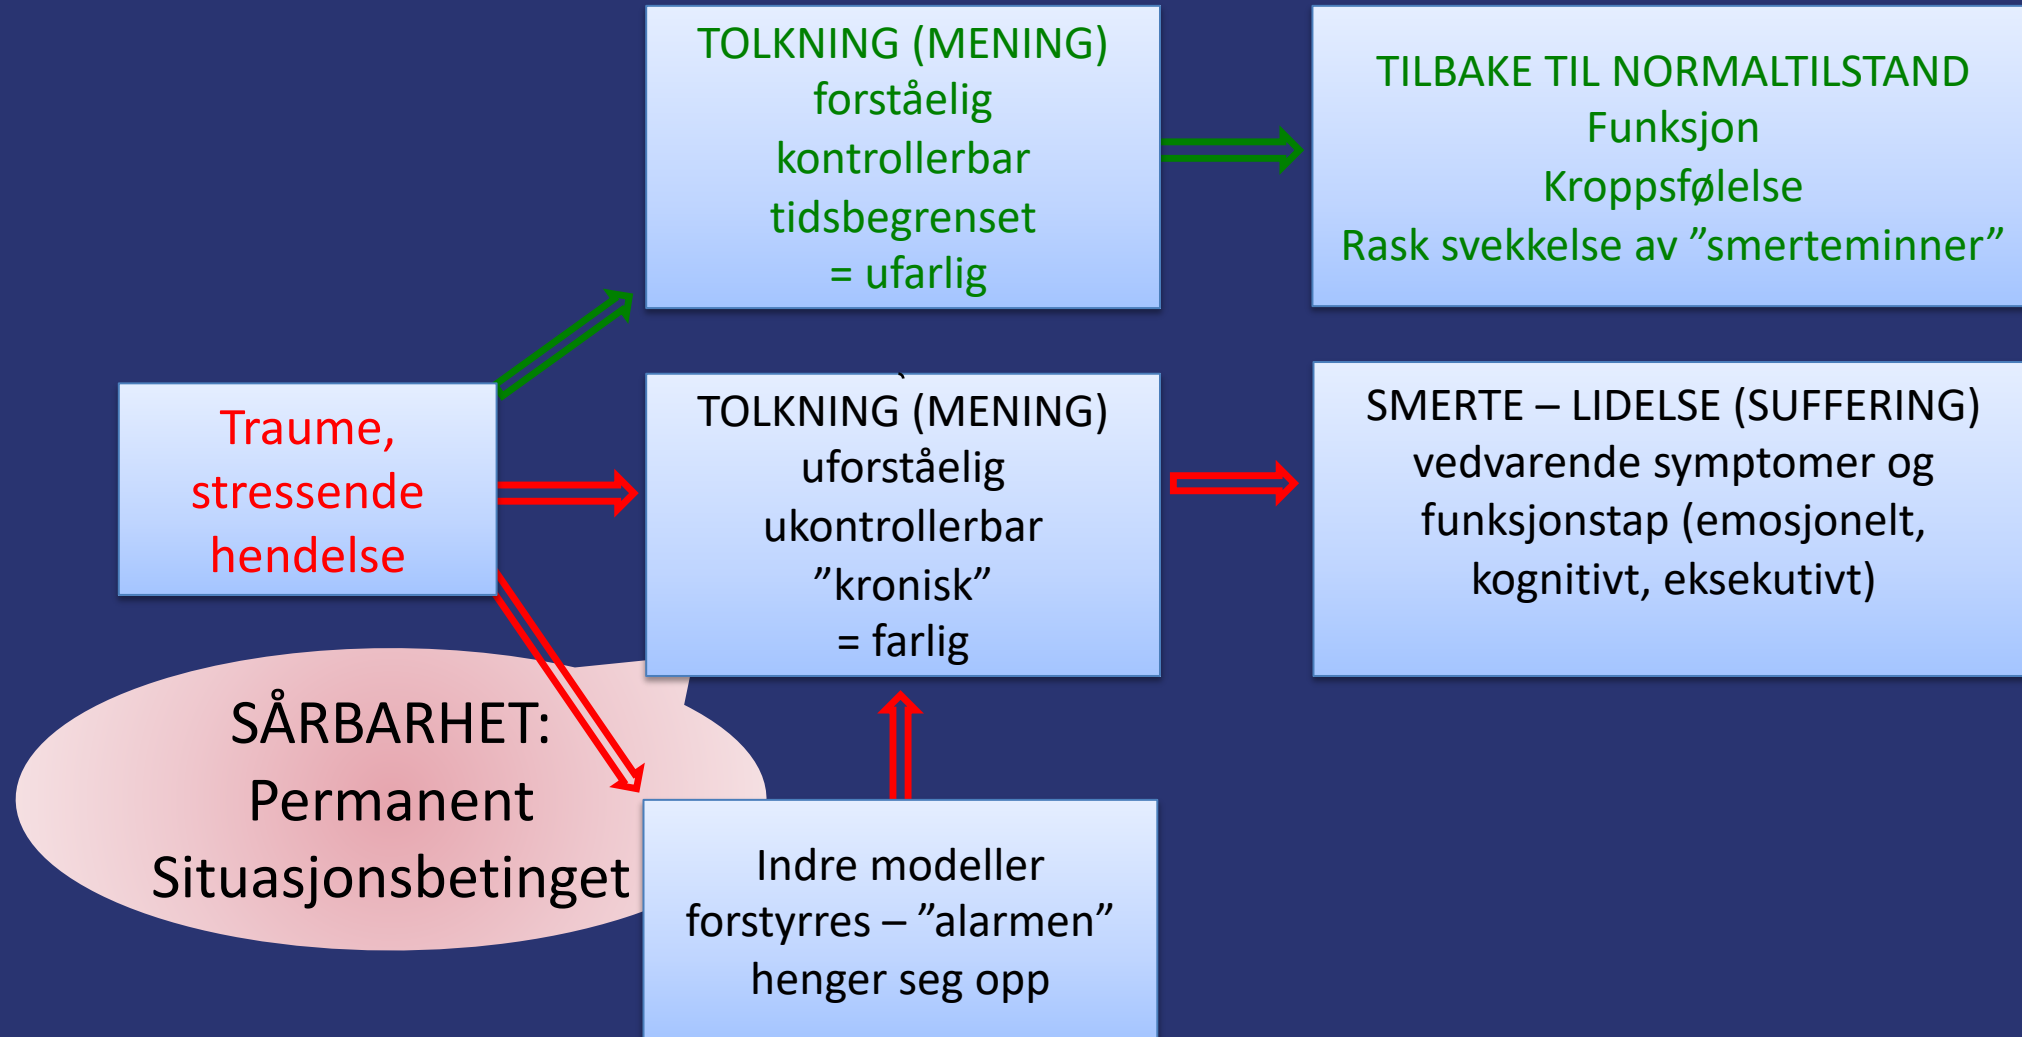 TOLKNING (MENING)
forståelig
kontrollerbar
tidsbegrenset
= ufarlig
TILBAKE TIL NORMALTILSTAND
Funksjon
Kroppsfølelse
Rask svekkelse av ”smerteminner”
Traume,
stressende
hendelse
TOLKNING (MENING)
uforståelig
ukontrollerbar
”kronisk”
= farlig
SMERTE – LIDELSE (SUFFERING)
vedvarende symptomer og
funksjonstap (emosjonelt,
kognitivt, eksekutivt)
SÅRBARHET:
Permanent
Situasjonsbetinget
Indre modeller
forstyrres – ”alarmen”
henger seg opp